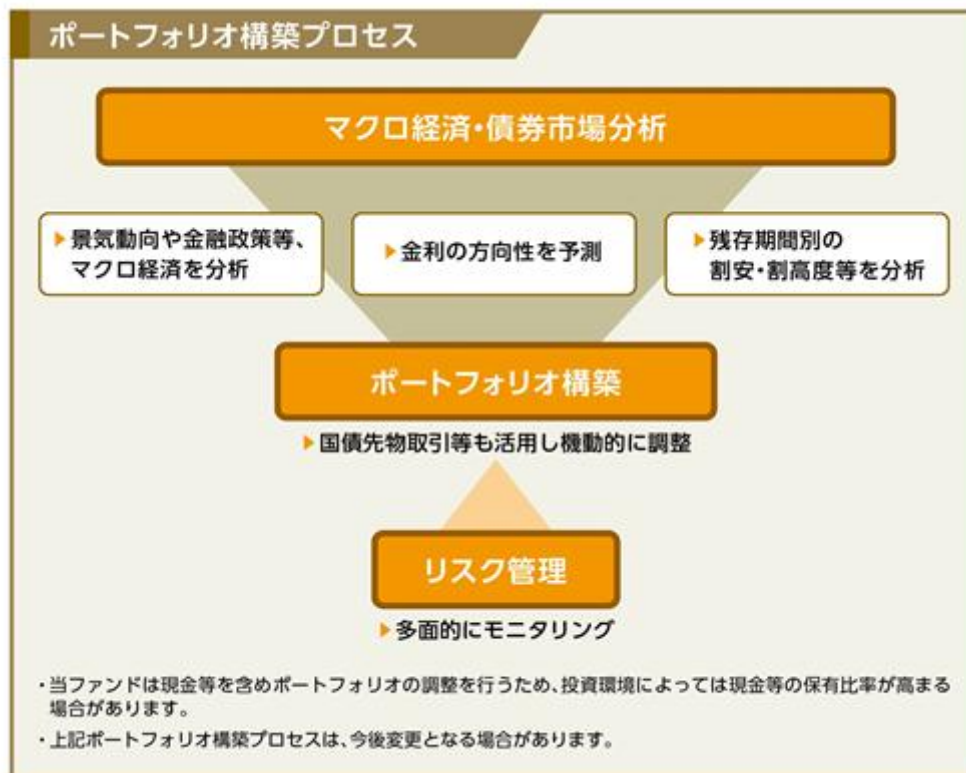 ポートフォリオ構築プロセス
マクロ経済・債券市場分析
▶景気動向や金融政策等、
マクロ経済を分析
▶金利の方向性を予測
▶残存期間別の
割安・割高度等を分析
ポートフォリオ構築
▶国債先物取引等も活用し機動的に調整
リスク管理
▶多面的にモニタリング
・当ファンドは現金等を含めポートフォリオの調整を行うため、投資環境によっては現金等の保有比率が高まる
場合があります。
・上記ポートフォリオ構築プロセスは、今後変更となる場合があります。